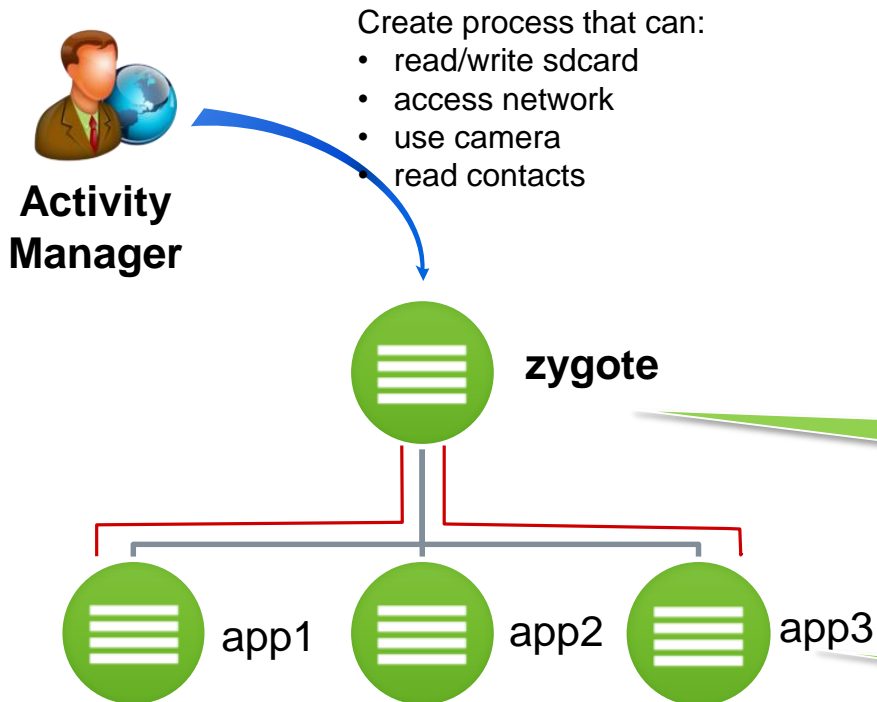 Create process that can:
• read/write sdcard
• access network
• use camera
• read contacts
Activity
Manager
zygote
app1
app2
app3